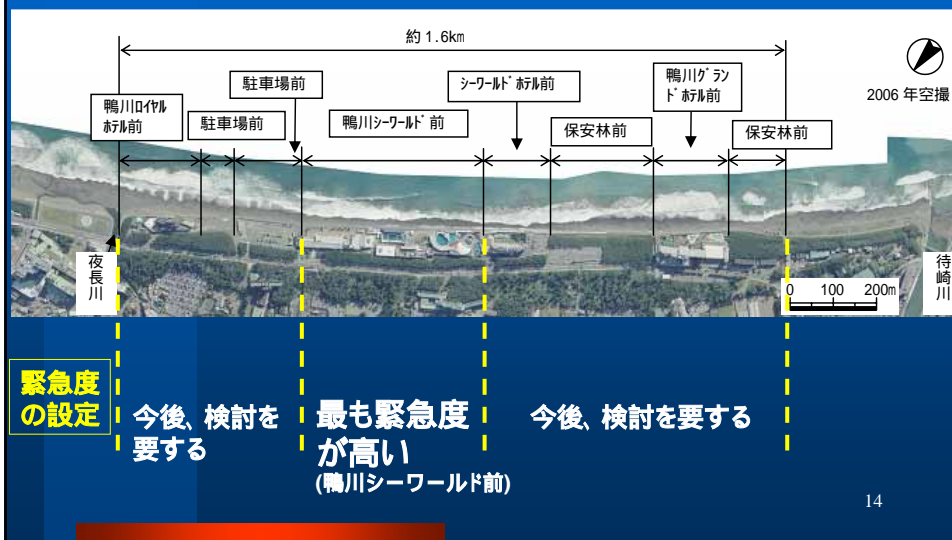 約 1.6km
2006 年空撮
鴨川ロイヤル
ホテル前
駐車場前
駐車場前
鴨川シーワールド前
シーワールドホテル前
保安林前
鴨川グラン
ドホテル前
保安林前
夜長川
待崎川
0 100 200m
緊急度
の設定
今後、検討を
要する
最も緊急度
が高い
(鴨川シーワールド前)
今後、検討を要する
14